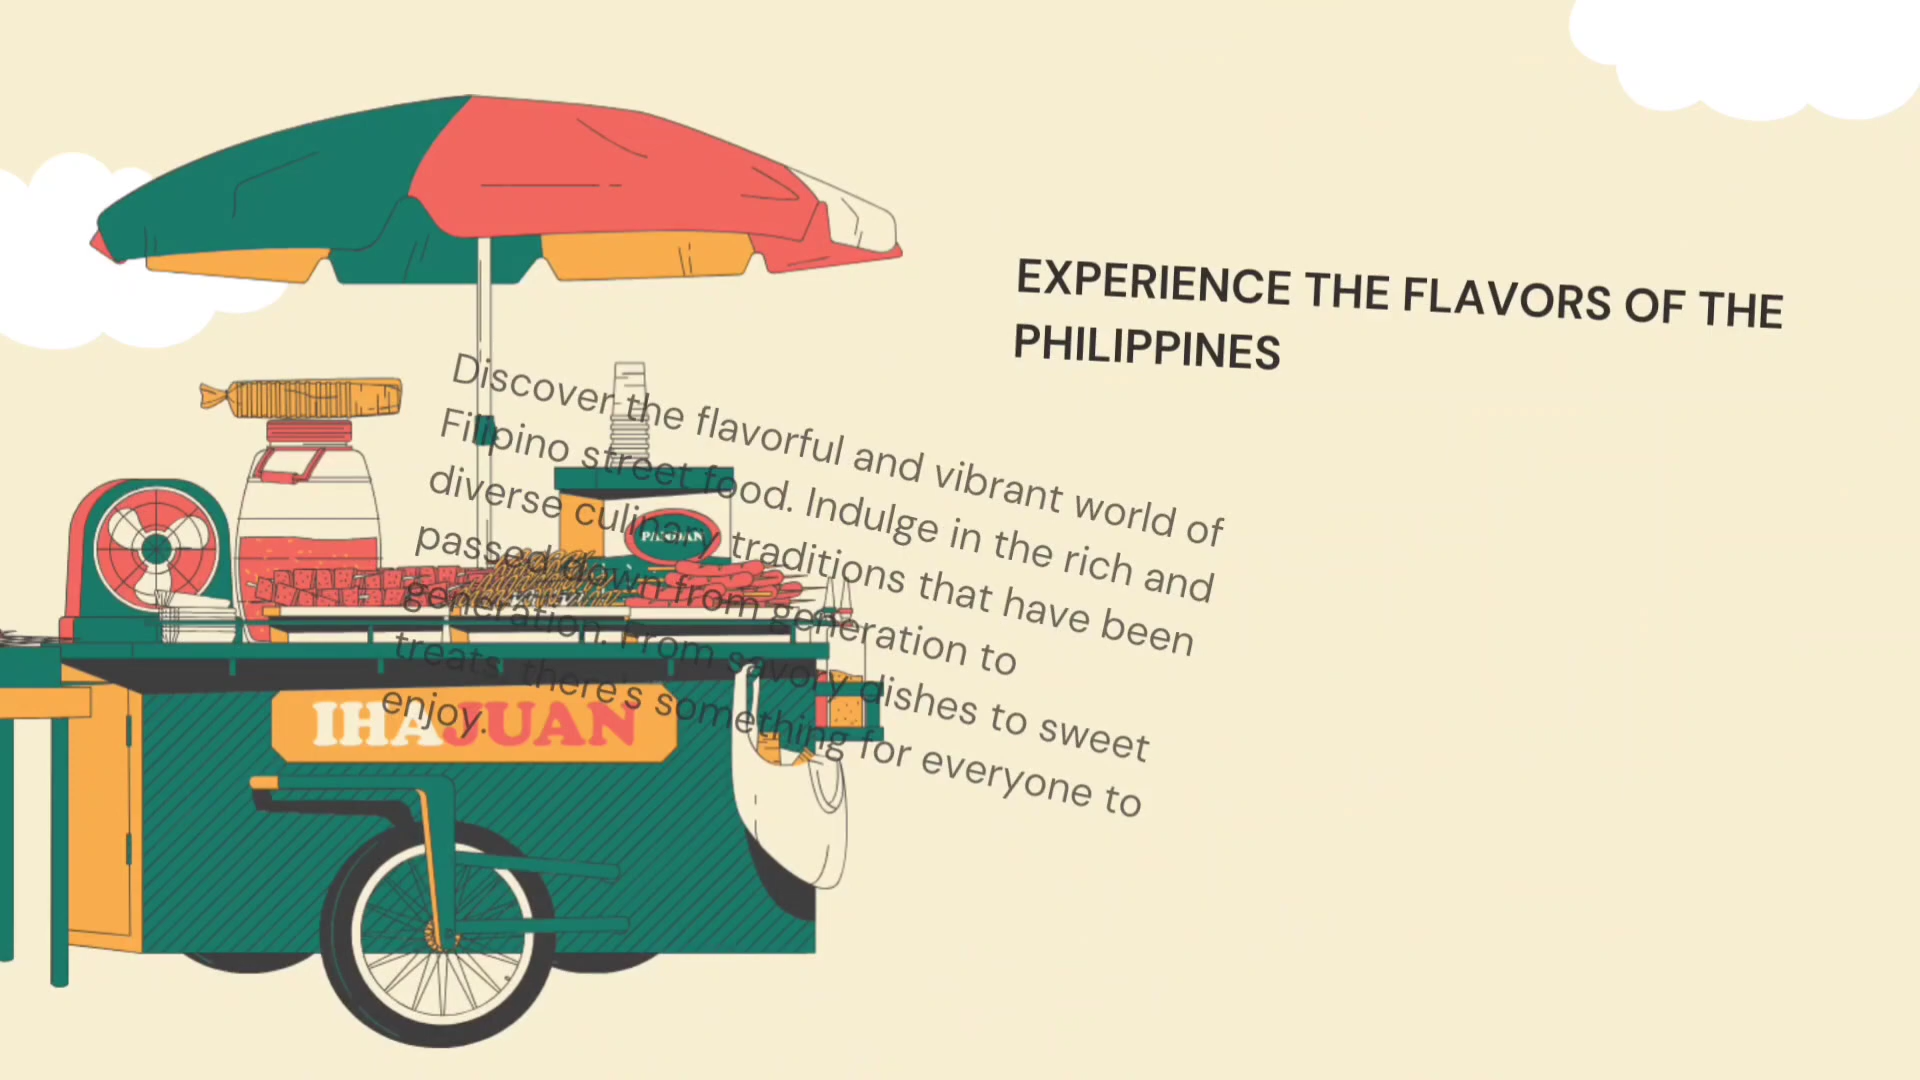 EXPERIENCE THE FLAVORS OF THE
PHILIPPINES
Discover the flavorful and vibrant world of
Filipino street food. Indulge in the rich and
diverse culinary traditions that have been
passed down from generation to
generation. From savory dishes to sweet
treats, there's something for everyone to
enjoy.
PANDAN
IHAJUAN